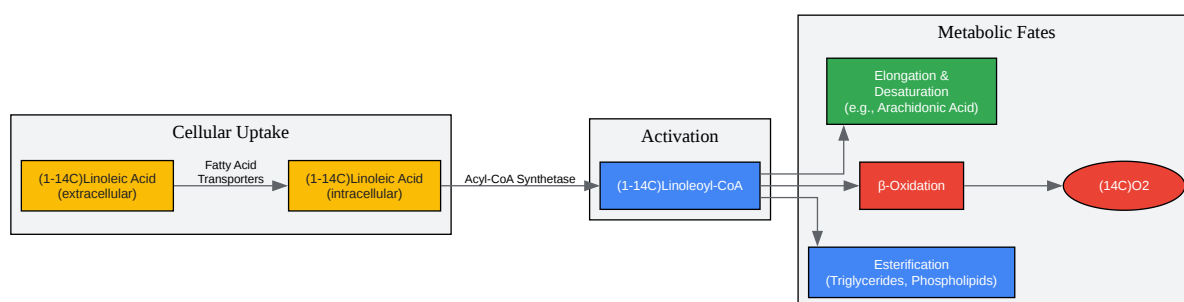 Metabolic Fates
Elongation &
Desaturation
(e.g., Arachidonic Acid)
Cellular Uptake
Activation
(1-14C)Linoleic Acid
(extracellular)
Fatty Acid
Transporters
(1-14C)Linoleic Acid
(intracellular)
Acyl-CoA Synthetase
(1-14C)Linoleoyl-CoA
β-Oxidation
(14C)O2
Esterification
(Triglycerides, Phospholipids)